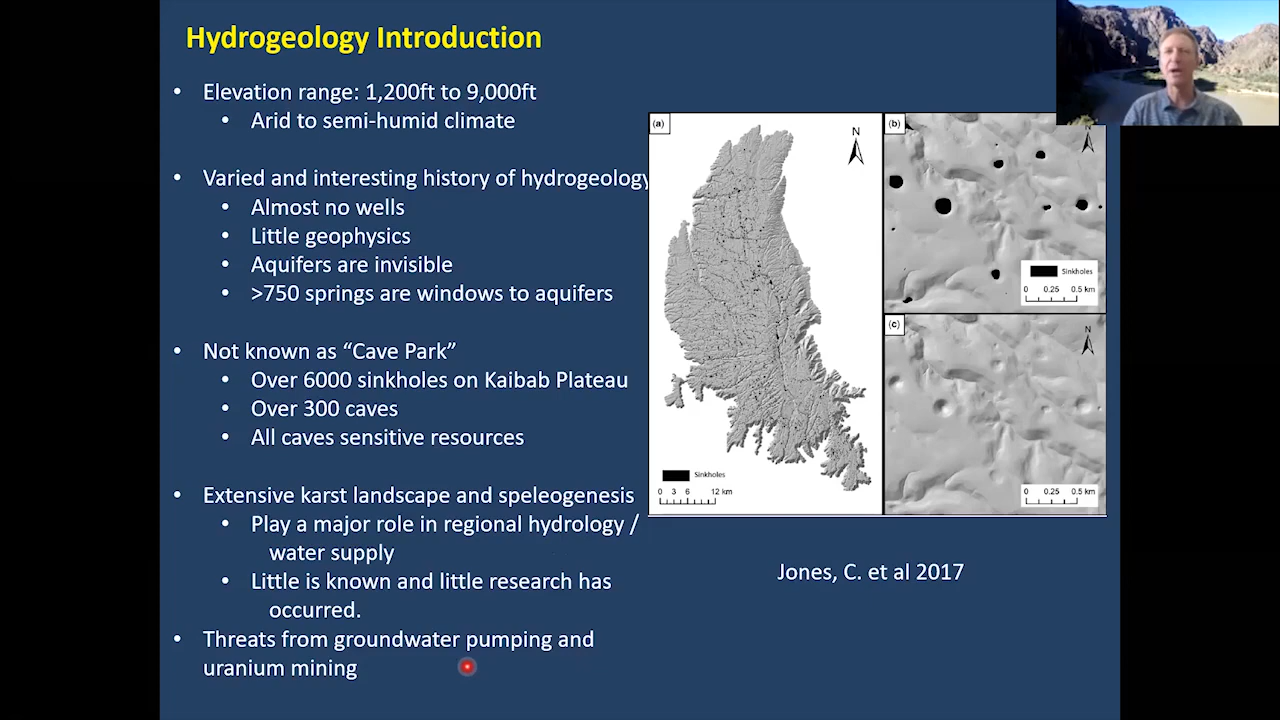 Hydrogeology Introduction
• Elevation range: 1,200ft to 9,000ft
• Arid to semi-humid climate
• Varied and interesting history of hydrogeology
• Almost no wells
• Little geophysics
• Aquifers are invisible
• >750 springs are windows to aquifers
• Not known as “Cave Park”
• Over 6000 sinkholes on Kaibab Plateau
• Over 300 caves
• All caves sensitive resources
• Extensive karst landscape and speleogenesis
• Play a major role in regional hydrology /
water supply
• Little is known and little research has
occurred.
• Threats from groundwater pumping and
uranium mining
(a)
N
Sinkholes
0 3 6 12 km
(b)
N
Sinkholes
0 0.25 0.5 km
(c)
N
0 0.25 0.5 km
Jones, C. et al 2017